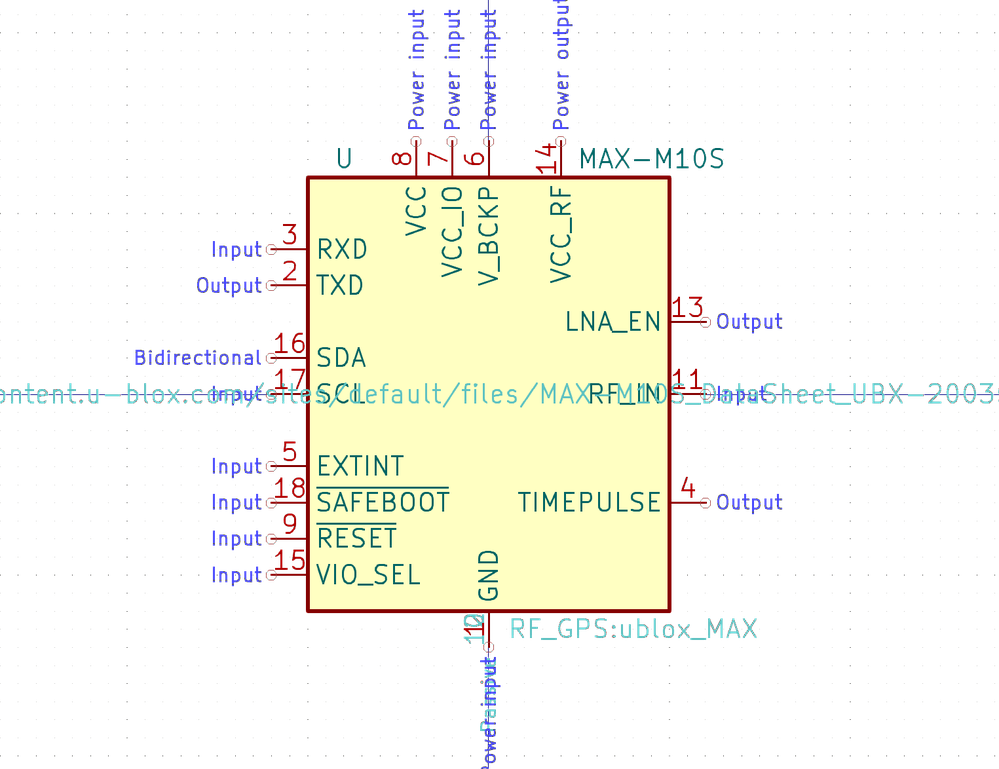 Power input
Power input
Power input
Power output
U
8
7
6
14
MAX-M10S
VCC
VCC_IO
V_BCKP
VCC_RF
Input
3
RXD
Output
2
TXD
LNA_EN
13
Output
Bidirectional
16
SDA
Input
17
SCL
RF_IN
11
Input
ontent.u-blox.com/sites/default/files/MAX-M10S_DataSheet_UBX-2003
Input
5
EXTINT
Input
18
SAFEBOOT
TIMEPULSE
4
Output
Input
9
RESET
Input
15
VIO_SEL
GND
RF_GPS:ublox_MAX
Power input